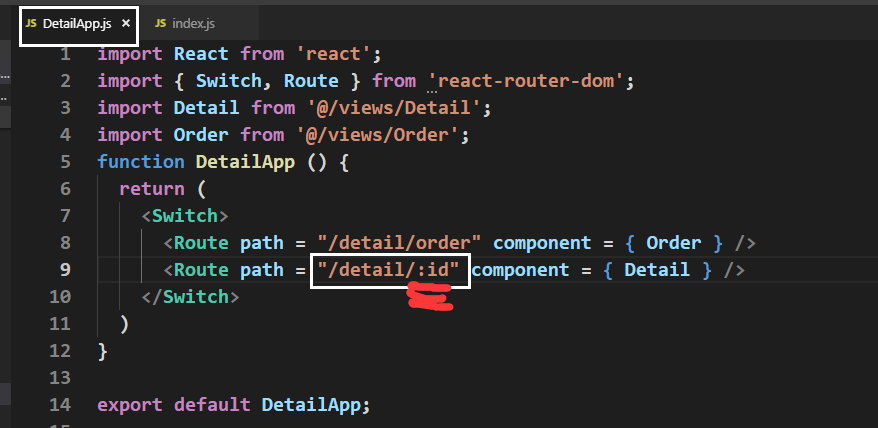 JS DetailApp.js × JS index.js
1 import React from 'react';
2 import { Switch, Route } from 'react-router-dom';
3 import Detail from '@/views/Detail';
4 import Order from '@/views/Order';
5 function DetailApp () {
6 return (
7 <Switch>
8 <Route path = "/detail/order" component = { Order } />
9 <Route path = "/detail/:id" component = { Detail } />
10 </Switch>
11 )
12 }
13
14 export default DetailApp;